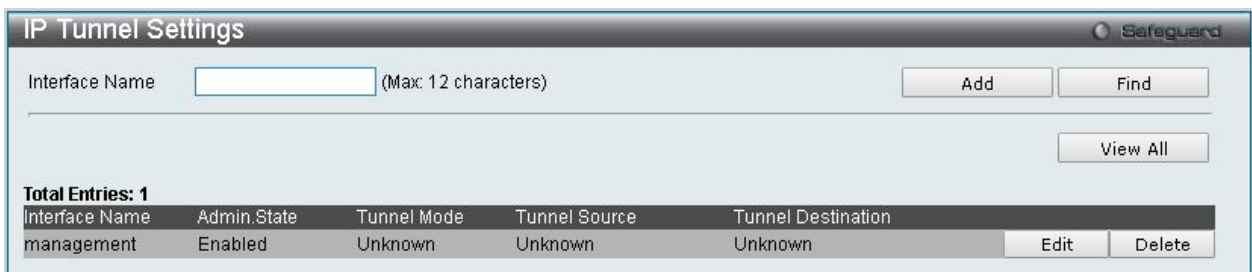 IP Tunnel Settings
Safeguard
Interface Name (Max: 12 characters) Add Find
View All
Total Entries: 1
Interface Name Admin.State Tunnel Mode Tunnel Source Tunnel Destination
management Enabled Unknown Unknown Unknown Edit Delete